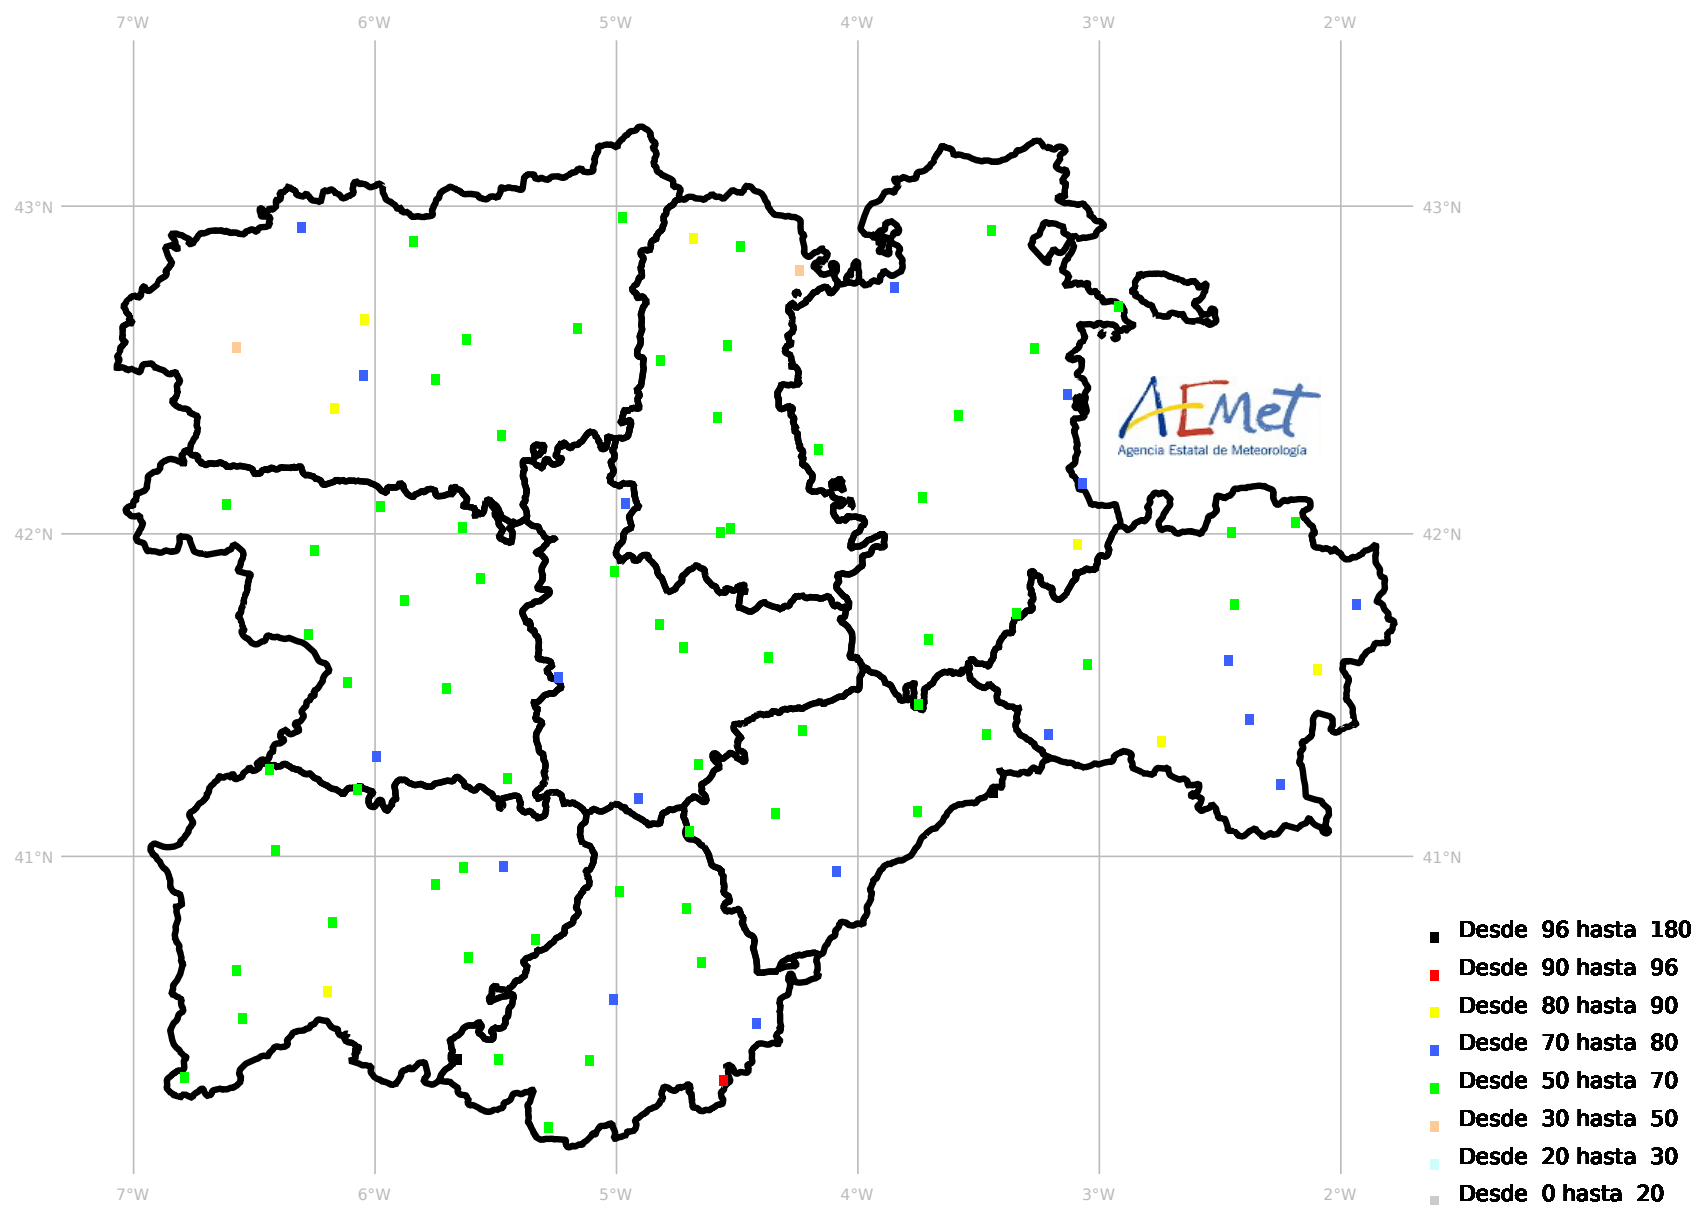 7°W 6°W 5°W 4°W 3°W 2°W
43°N 43°N
AEMet
Agencia Estatal de Meteorología
42°N 42°N
41°N 41°N
Desde 96 hasta 180
Desde 90 hasta 96
Desde 80 hasta 90
Desde 70 hasta 80
Desde 50 hasta 70
Desde 30 hasta 50
Desde 20 hasta 30
Desde 0 hasta 20
7°W 6°W 5°W 4°W 3°W 2°W